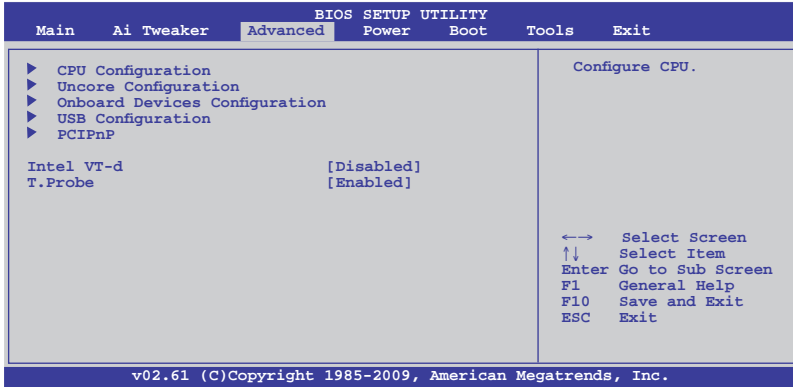 BIOS SETUP UTILITY
Main Ai Tweaker Advanced Power Boot Tools Exit
CPU Configuration
Uncore Configuration
Onboard Devices Configuration
USB Configuration
PCIPnP
Intel VT-d [Disabled]
T.Probe [Enabled]
Configure CPU.
←→ Select Screen
↑↓ Select Item
Enter Go to Sub Screen
F1 General Help
F10 Save and Exit
ESC Exit
v02.61 (C)Copyright 1985-2009, American Megatrends, Inc.